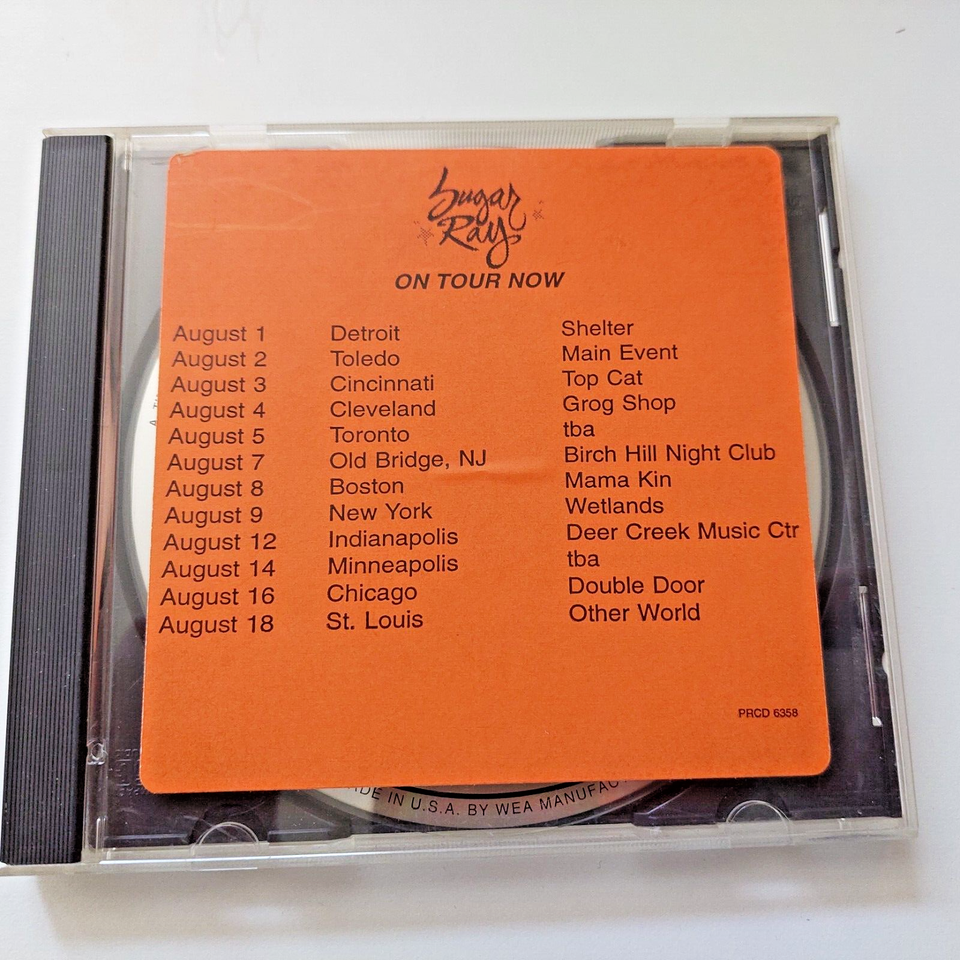 Sugar
Ray
ON TOUR NOW
August 1 Detroit Shelter
August 2 Toledo Main Event
August 3 Cincinnati Top Cat
August 4 Cleveland Grog Shop
August 5 Toronto tba
August 7 Old Bridge, NJ Birch Hill Night Club
August 8 Boston Mama Kin
August 9 New York Wetlands
August 12 Indianapolis Deer Creek Music Ctr
August 14 Minneapolis tba
August 16 Chicago Double Door
August 18 St. Louis Other World
PRCD 6358
IN U.S.A. BY WEA